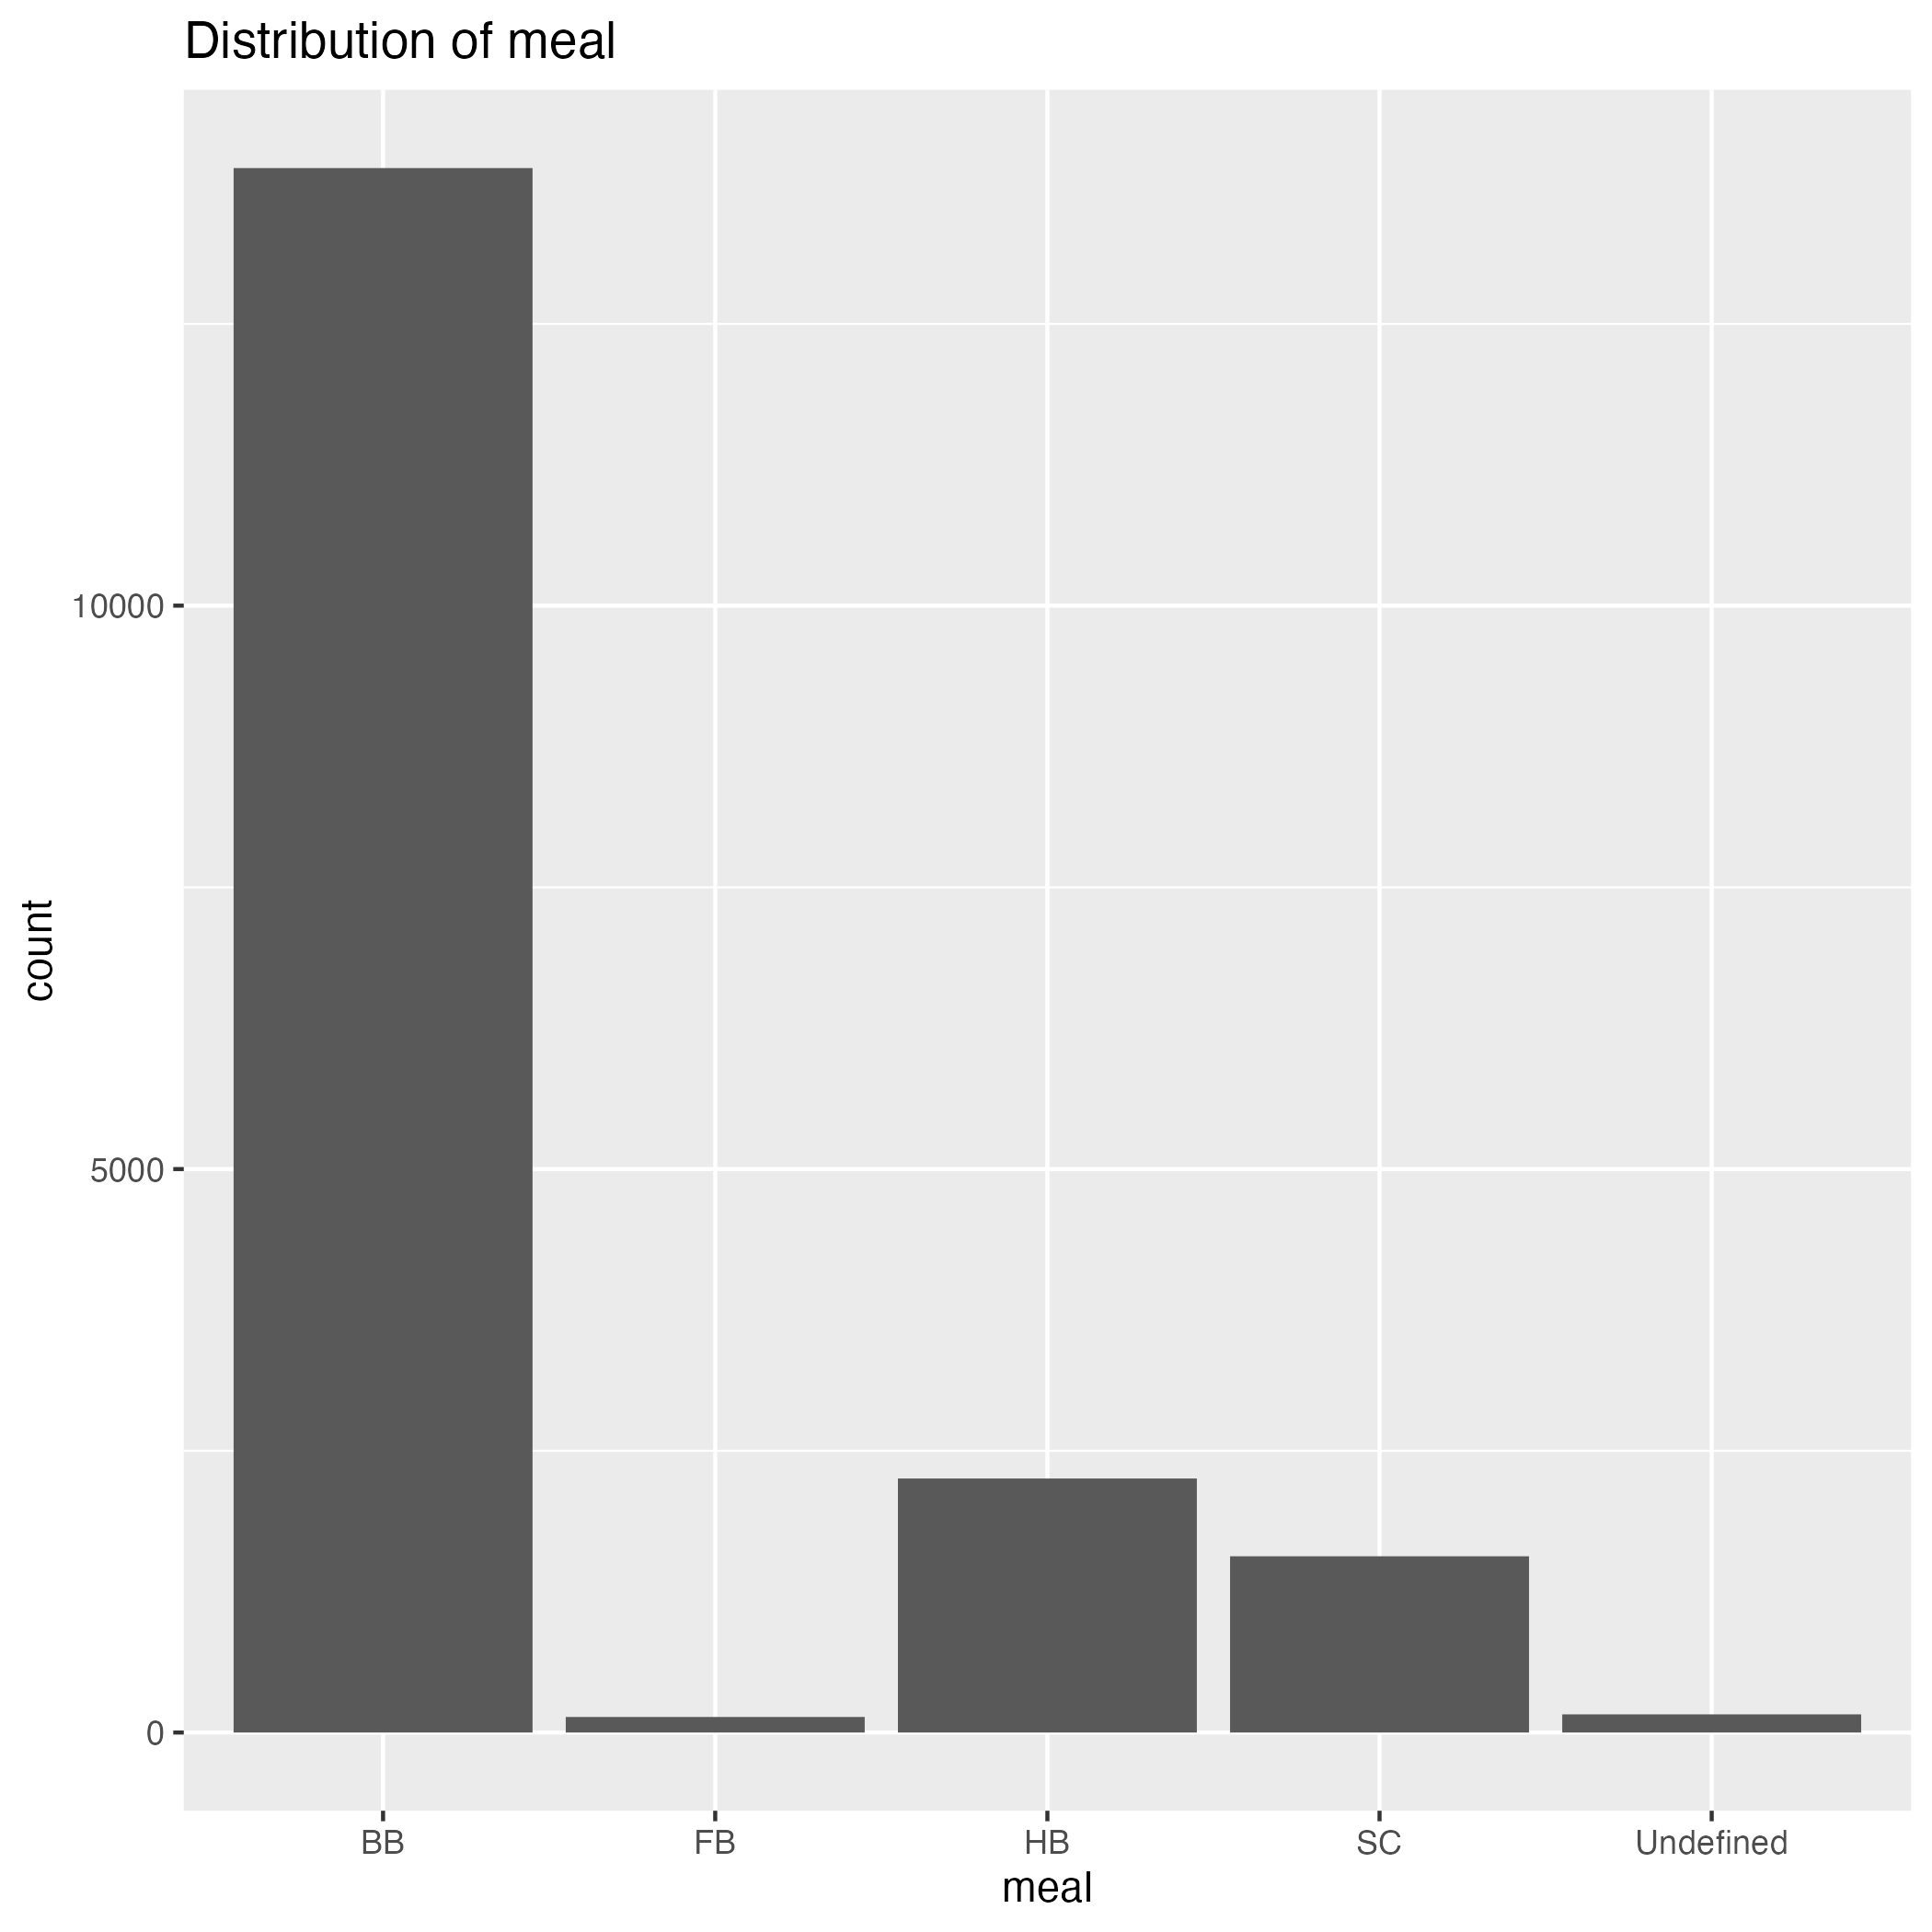 Distribution of meal
count
10000
5000
0
BB FB HB SC Undefined
meal